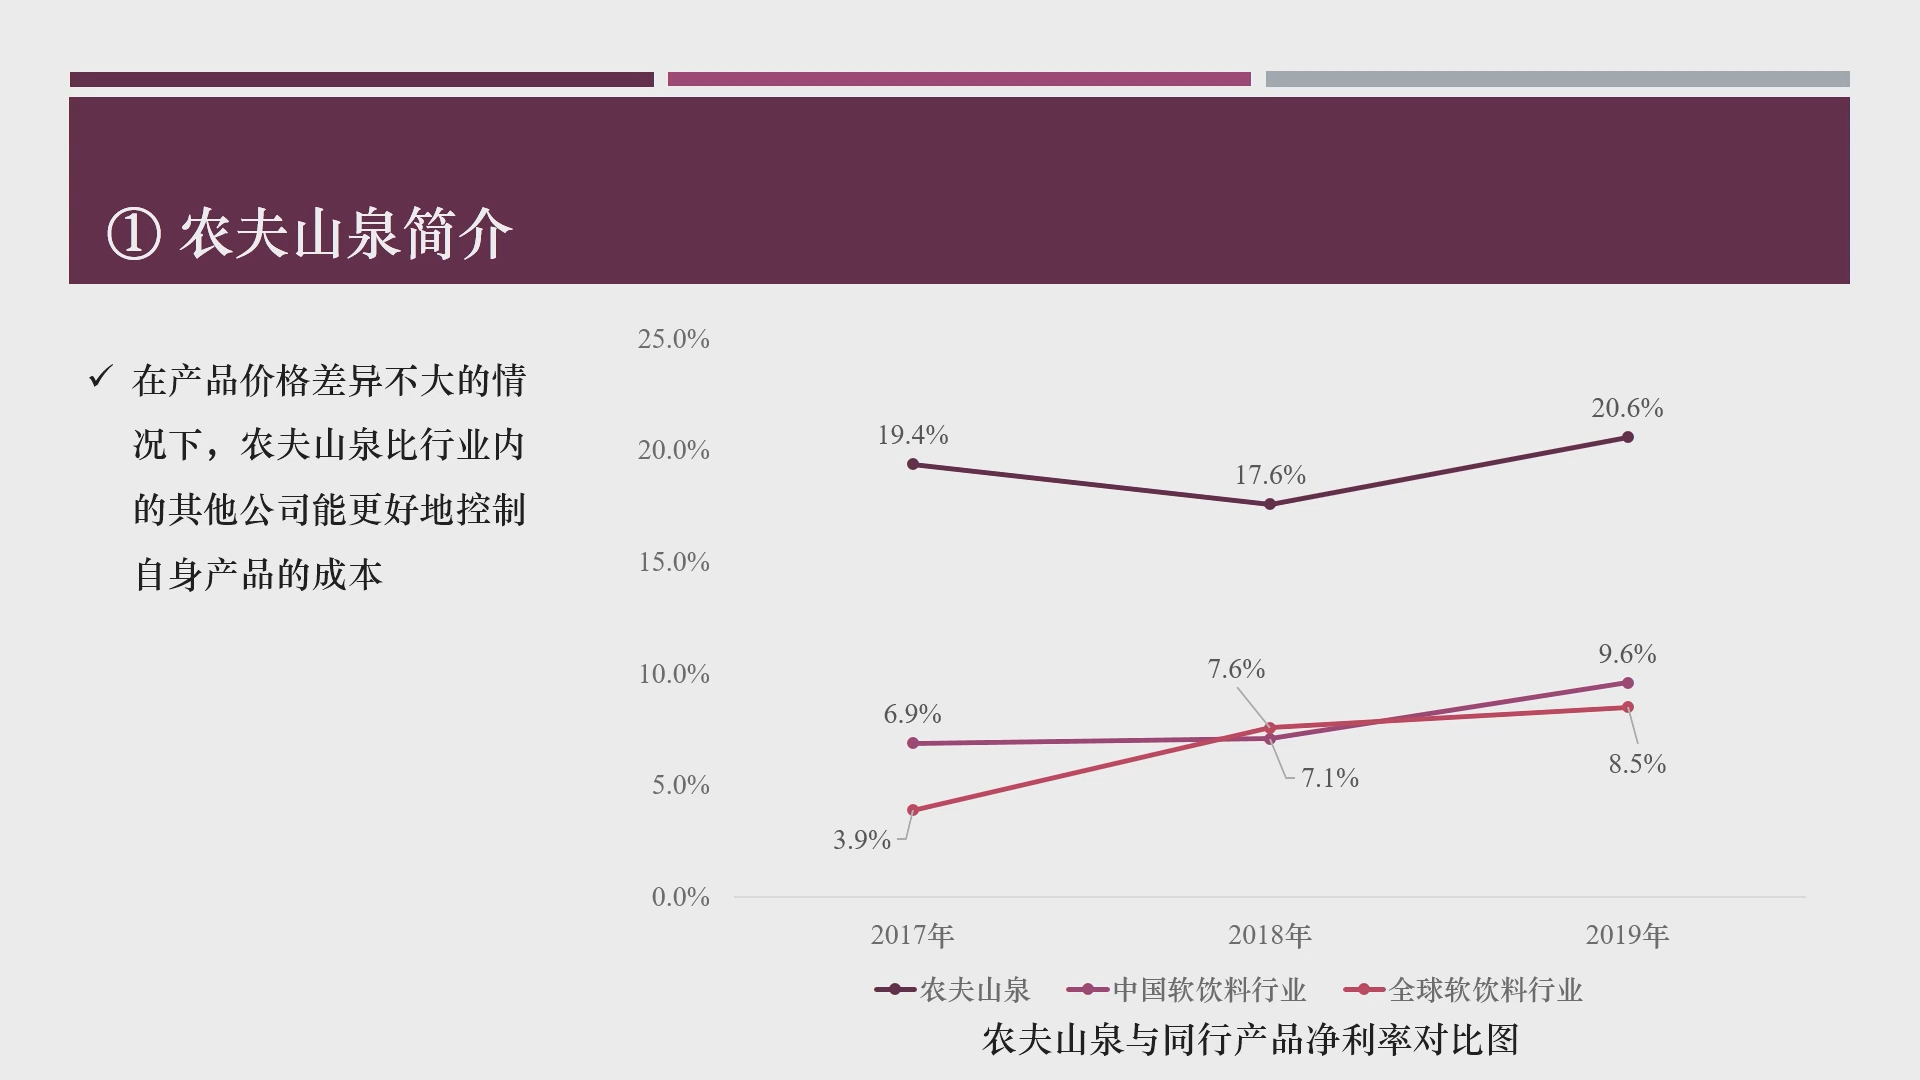 ① 农夫山泉简介
✓ 在产品价格差异不大的情
况下，农夫山泉比行业内
的其他公司能更好地控制
自身产品的成本
25.0%
20.0%
15.0%
10.0%
5.0%
0.0%
19.4%
17.6%
20.6%
6.9%
7.6%
9.6%
3.9%
7.1%
8.5%
2017年
2018年
2019年
农夫山泉
中国软饮料行业
全球软饮料行业
农夫山泉与同行产品净利率对比图